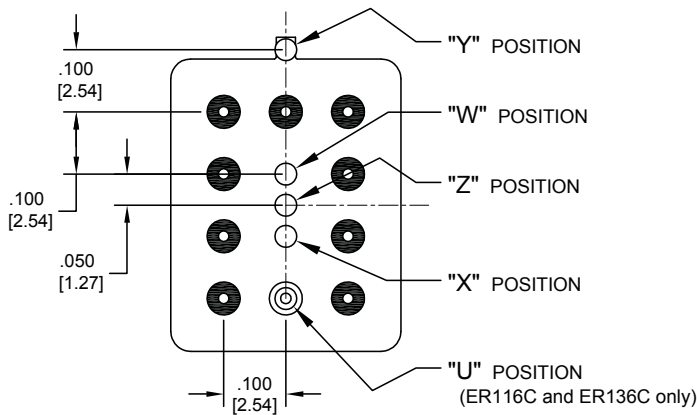 "Y" POSITION
.100
[2.54]
"W" POSITION
"Z" POSITION
.100
[2.54]
.050
[1.27]
"X" POSITION
"U" POSITION
(ER116C and ER136C only)
.100
[2.54]